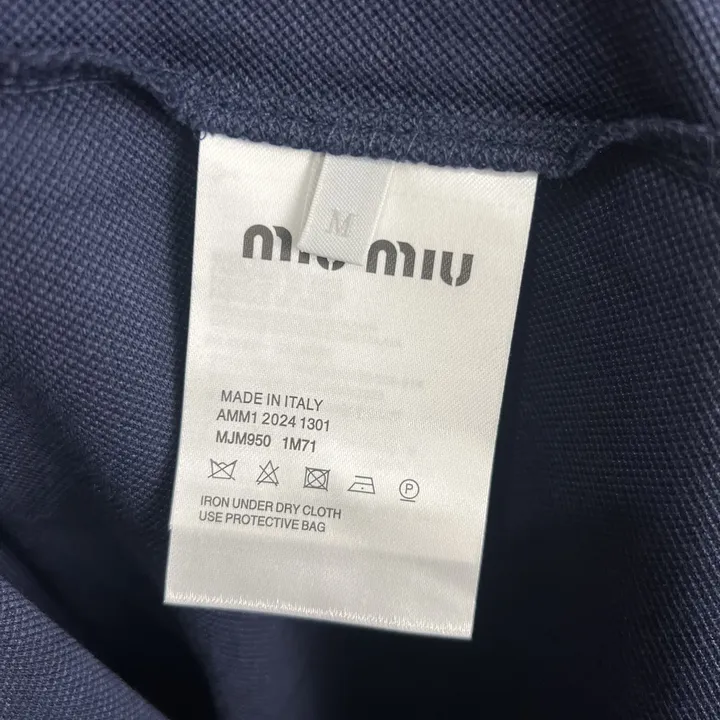 M
miu miu
MADE IN ITALY
AMM1 2024 1301
MJM950 1M71
P
IRON UNDER DRY CLOTH
USE PROTECTIVE BAG